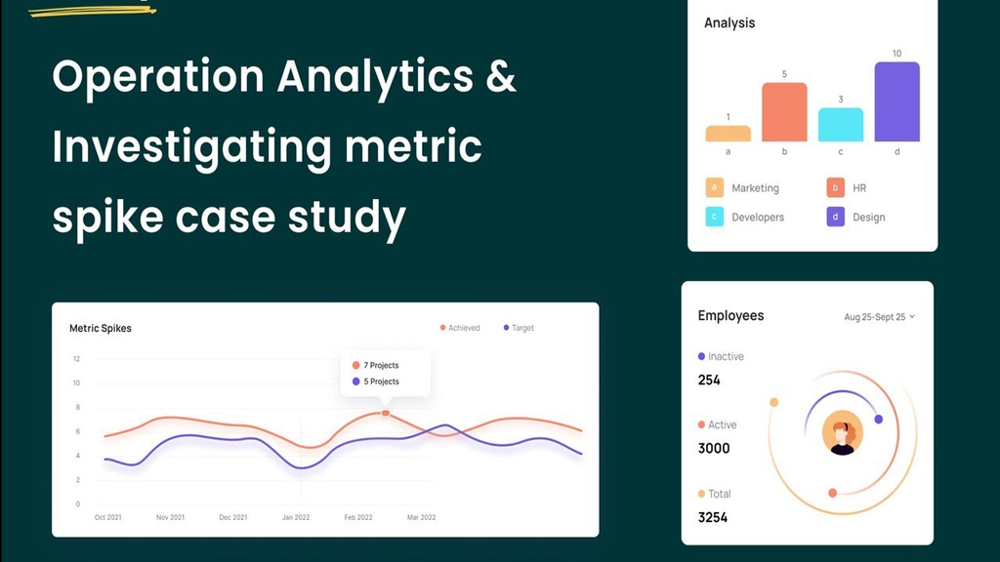 Operation Analytics &
Investigating metric
spike case study
Analysis
1
5
3
10
a
b
c
d
a Marketing
b HR
c Developers
d Design
Metric Spikes
Achieved
Target
7 Projects
5 Projects
12
10
8
6
4
2
0
Oct 2021
Nov 2021
Dec 2021
Jan 2022
Feb 2022
Mar 2022
Employees
Aug 25-Sept 25
Inactive
254
Active
3000
Total
3254